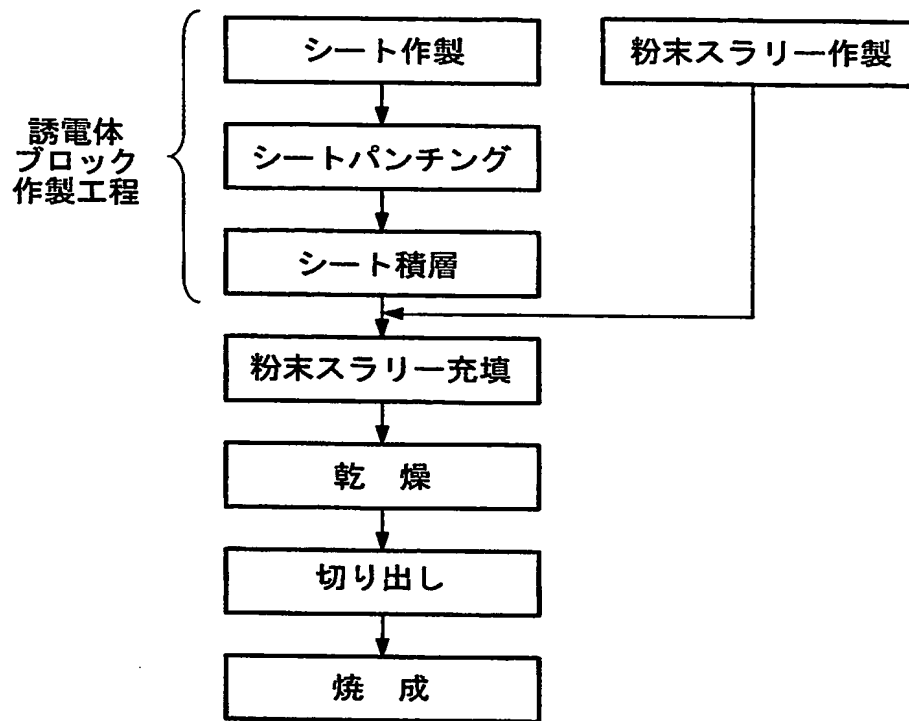 シート作製
粉末スラリー作製
誘電体
ブロック
作製工程
シートパンチング
シート積層
粉末スラリー充填
乾 燥
切り出し
焼 成